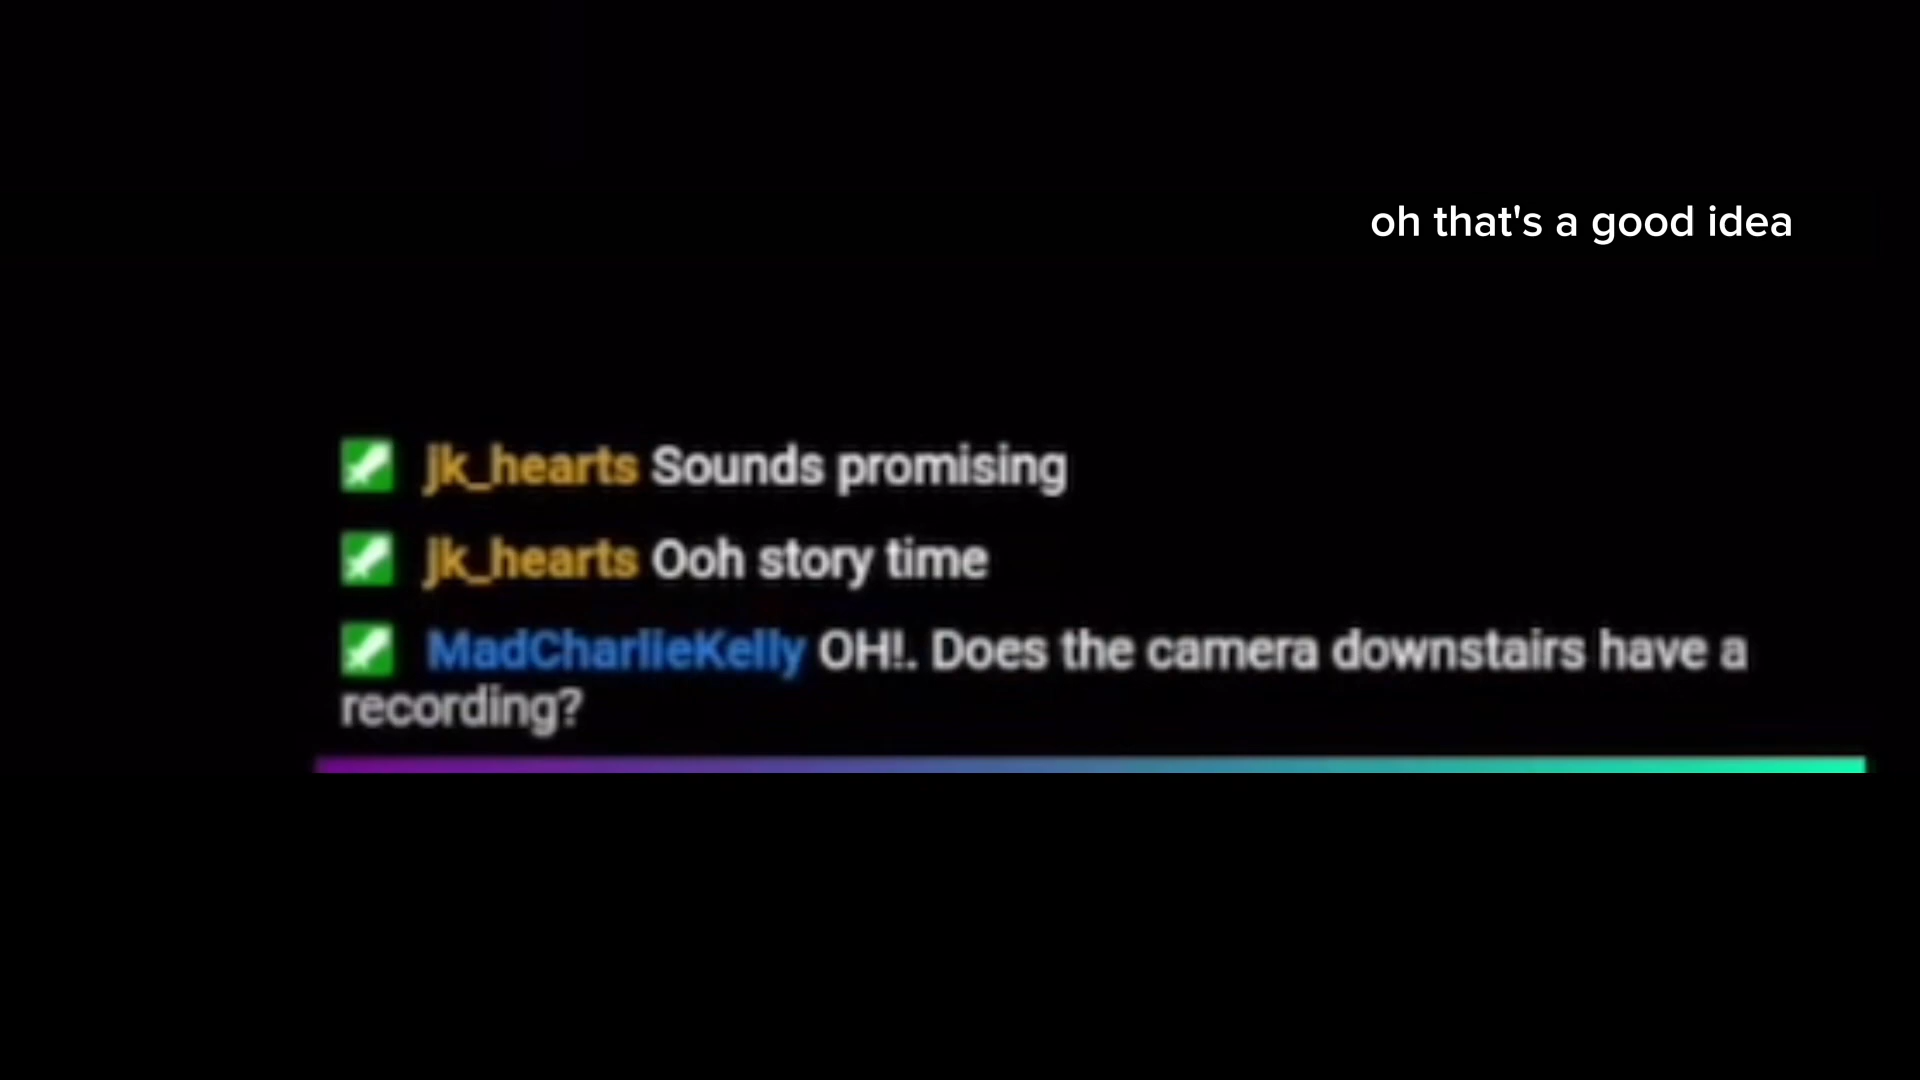 oh that's a good idea
jk_hearts Sounds promising
jk_hearts Ooh story time
MadCharlieKelly OH!. Does the camera downstairs have a
recording?